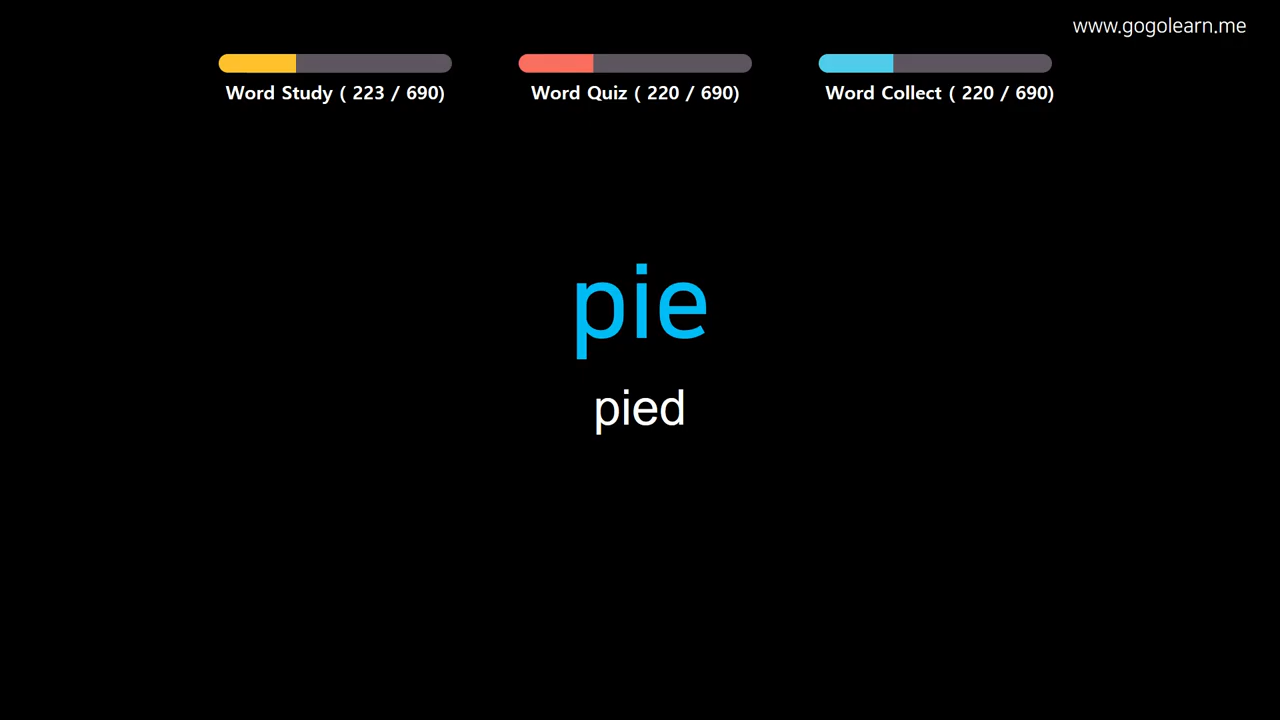 www.gogolearn.me
Word Study ( 223 / 690)
Word Quiz ( 220 / 690)
Word Collect ( 220 / 690)
pie
pied